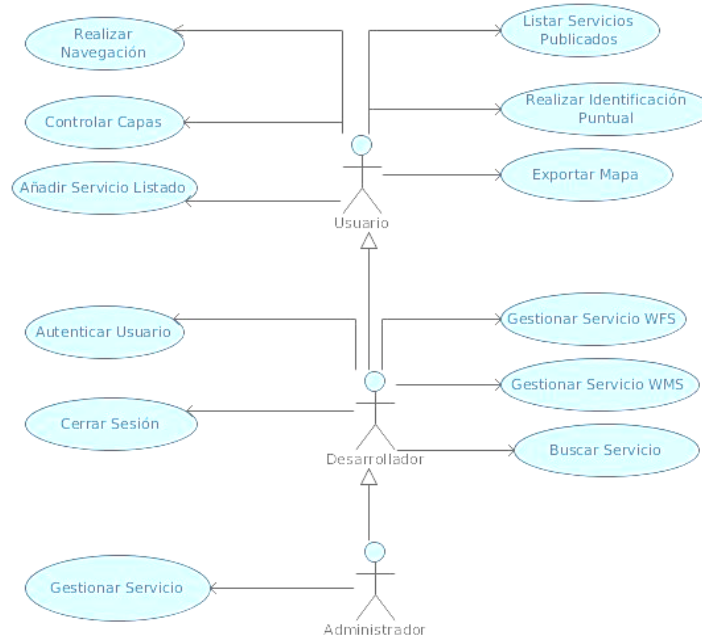 Realizar
Navegación
Listar Servicios
Publicados
Controlar Capas
Realizar Identificación
Puntual
Añadir Servicio Listado
Exportar Mapa
Usuario
Autenticar Usuario
Gestionar Servicio WFS
Gestionar Servicio WMS
Cerrar Sesión
Buscar Servicio
Desarrollador
Gestionar Servicio
Administrador